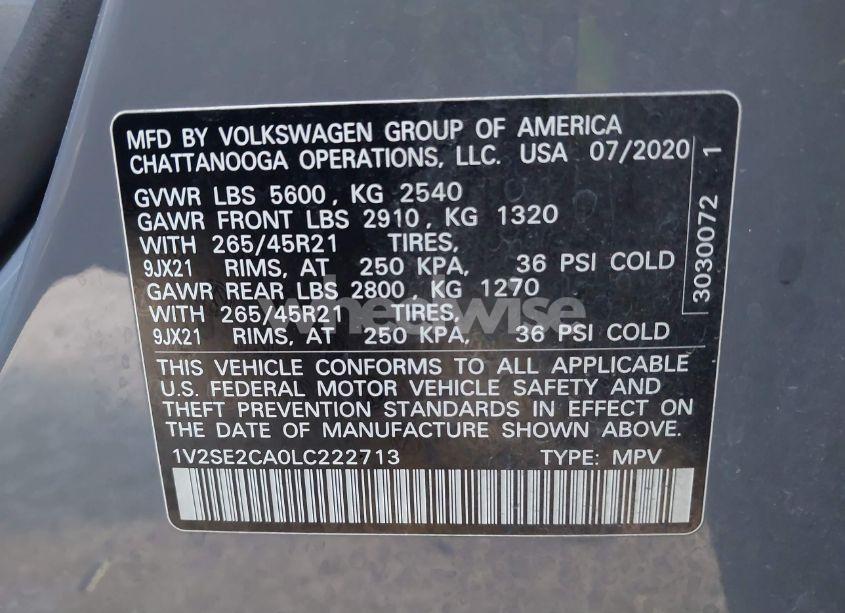 MFD BY VOLKSWAGEN GROUP OF AMERICA
CHATTANOOGA OPERATIONS, LLC. USA 07/2020
GVWR LBS 5600, KG 2540
GAWR FRONT LBS 2910, KG 1320
WITH 265/45R21 TIRES,
9JX21 RIMS, AT 250 KPA, 36 PSI COLD
GAWR REAR LBS 2800, KG 1270
WITH 265/45R21 TIRES,
9JX21 RIMS, AT 250 KPA, 36 PSI COLD
THIS VEHICLE CONFORMS TO ALL APPLICABLE
U.S. FEDERAL MOTOR VEHICLE SAFETY AND
THEFT PREVENTION STANDARDS IN EFFECT ON
THE DATE OF MANUFACTURE SHOWN ABOVE.
1V2SE2CA0LC222713 TYPE: MPV
3030072 1
wheelwise